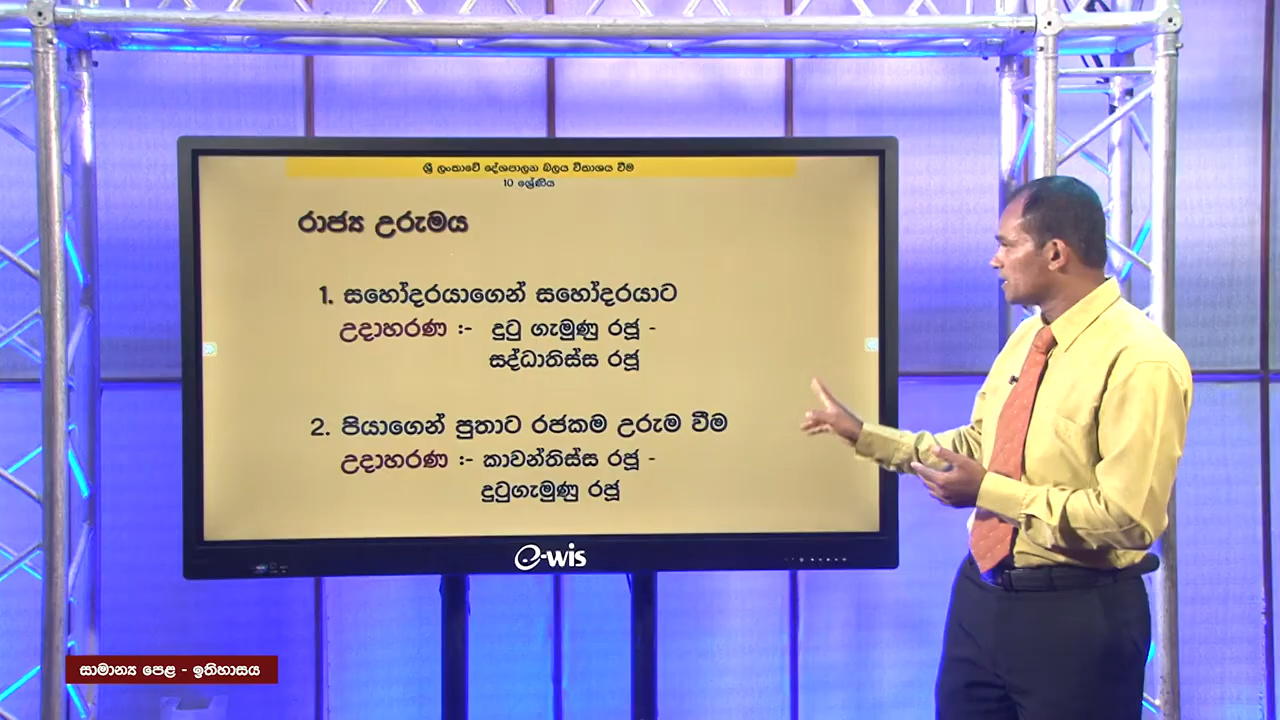 ශ්‍රී ලංකාවේ දේශපාලන බලය විකාශය වීම
10 ශ්‍රේණිය
රාජ්‍ය උරුමය
1. සහෝදරයාගෙන් සහෝදරයාට
උදාහරණ :- දුටු ගැමුණු රජු -
සද්ධාතිස්ස රජු
2. පියාගෙන් පුතාට රජකම උරුම වීම
උදාහරණ :- කාවන්තිස්ස රජු -
දුටුගැමුණු රජු
e-wis
සාමාන්‍ය පෙළ - ඉතිහාසය